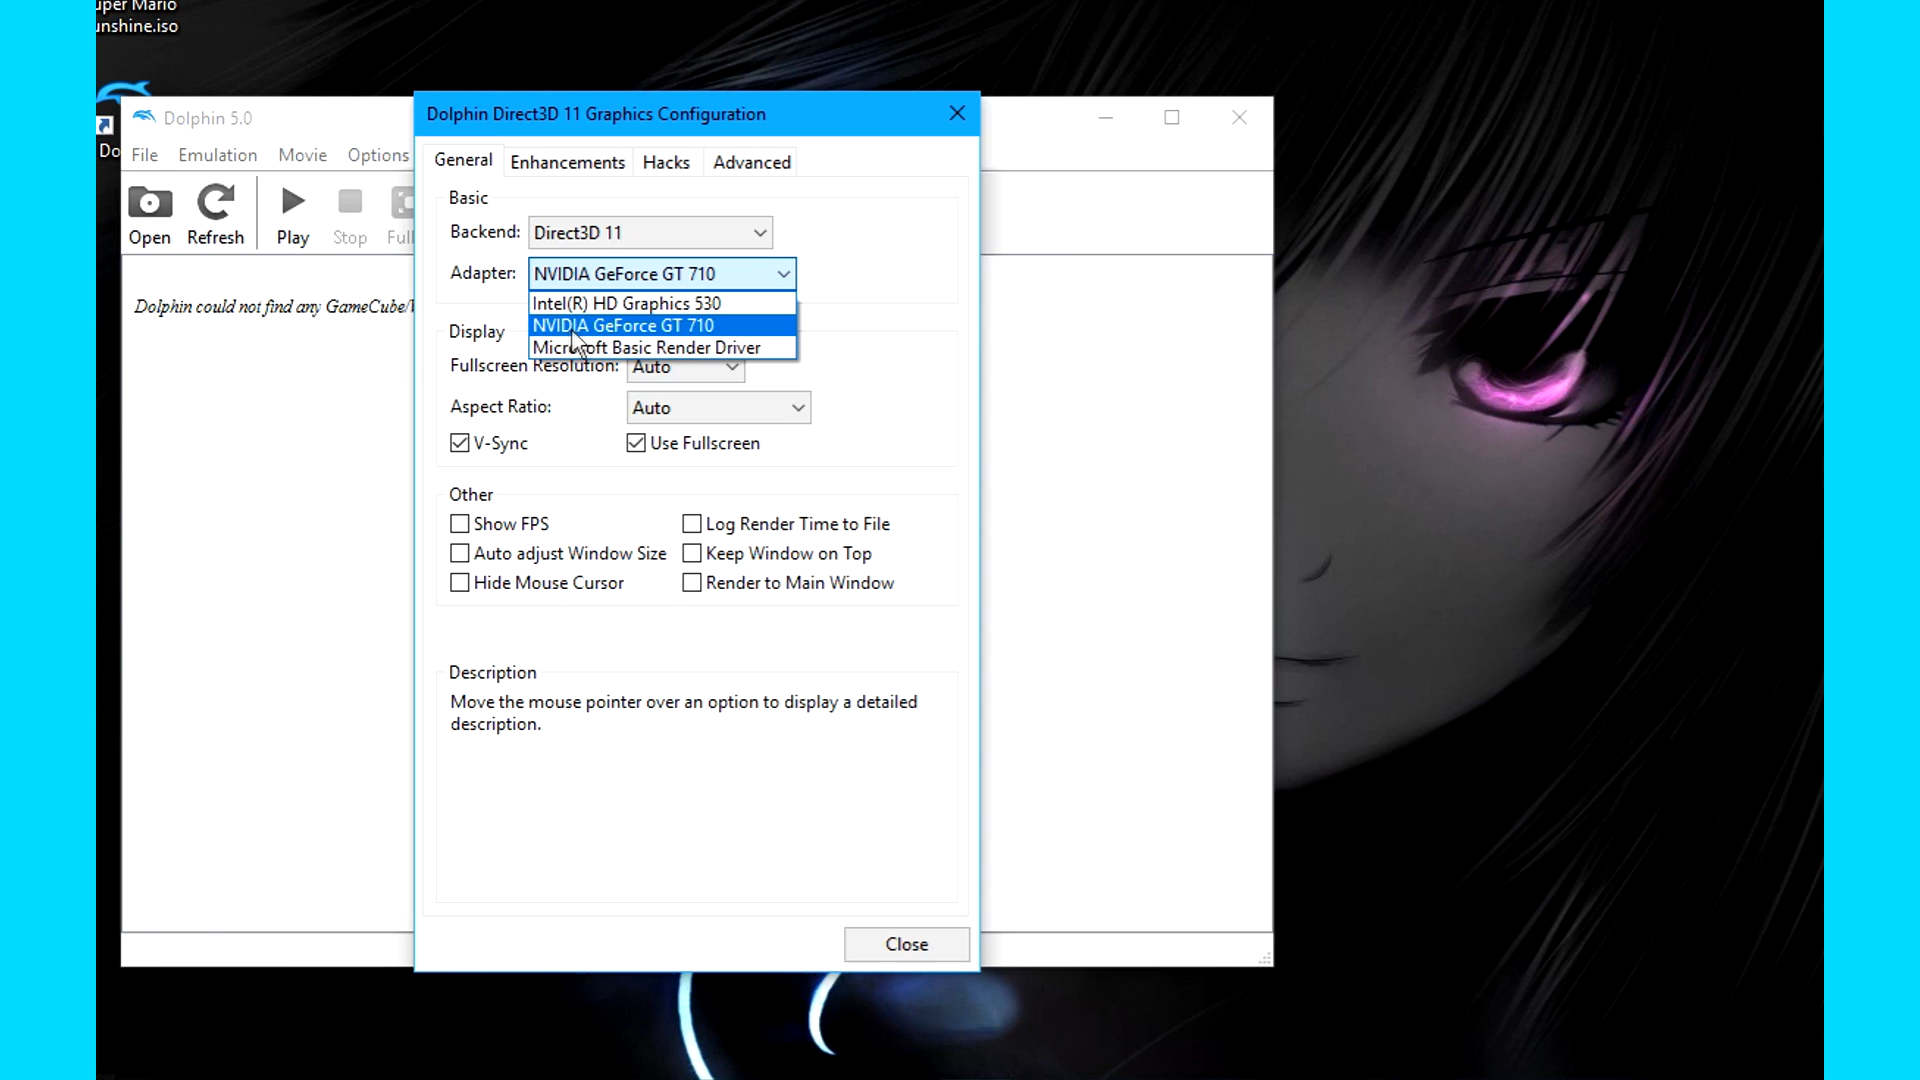 uper Mario
unshine.iso
Do
Dolphin 5.0
File Emulation Movie Options
Open Refresh Play Stop Full
Dolphin could not find any GameCube/
Dolphin Direct3D 11 Graphics Configuration
General Enhancements Hacks Advanced
Basic
Backend: Direct3D 11
Adapter: NVIDIA GeForce GT 710
Intel(R) HD Graphics 530
NVIDIA GeForce GT 710
Microsoft Basic Render Driver
Display
Fullscreen Resolution: Auto
Aspect Ratio: Auto
V-Sync Use Fullscreen
Other
Show FPS Log Render Time to File
Auto adjust Window Size Keep Window on Top
Hide Mouse Cursor Render to Main Window
Description
Move the mouse pointer over an option to display a detailed
description.
Close